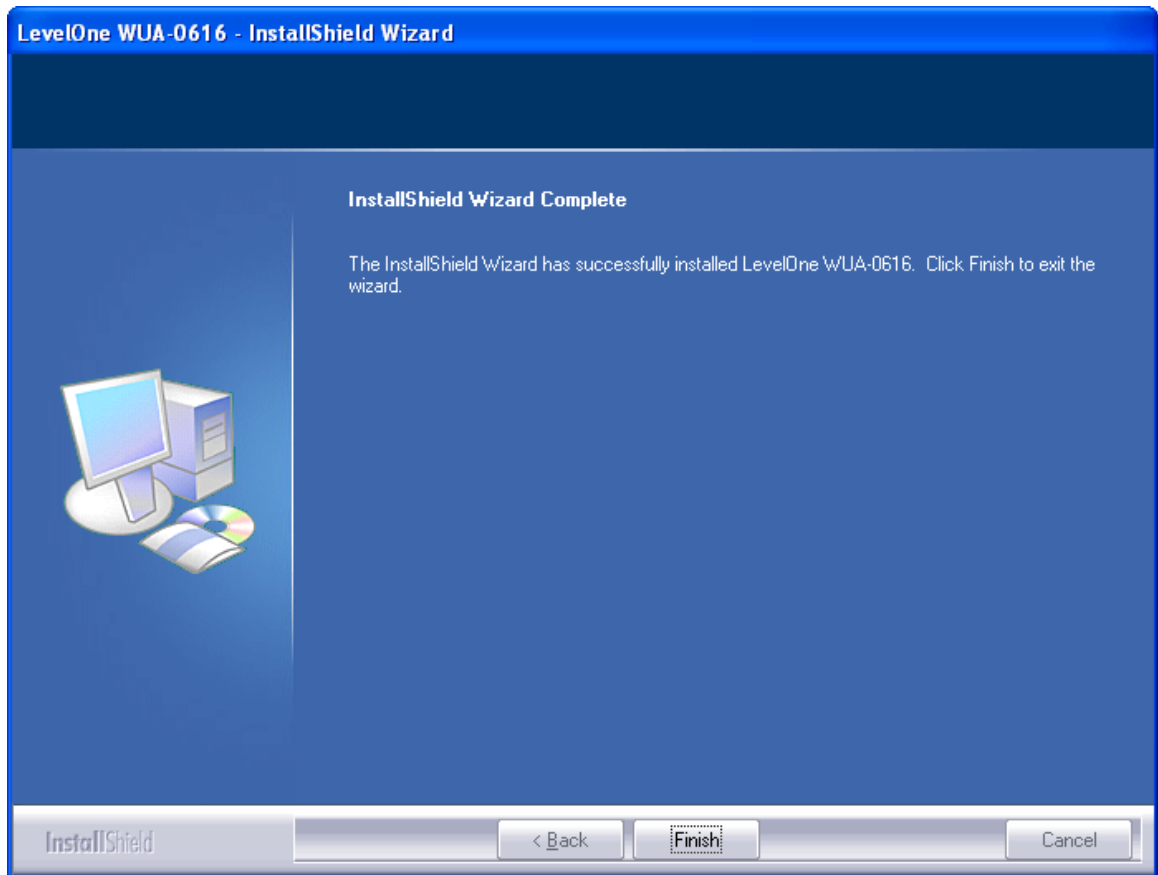 LevelOne WUA-0616 - InstallShield Wizard
InstallShield Wizard Complete
The InstallShield Wizard has successfully installed LevelOne WUA-0616.  Click Finish to exit the
wizard.
InstallShield
< Back
Finish
Cancel